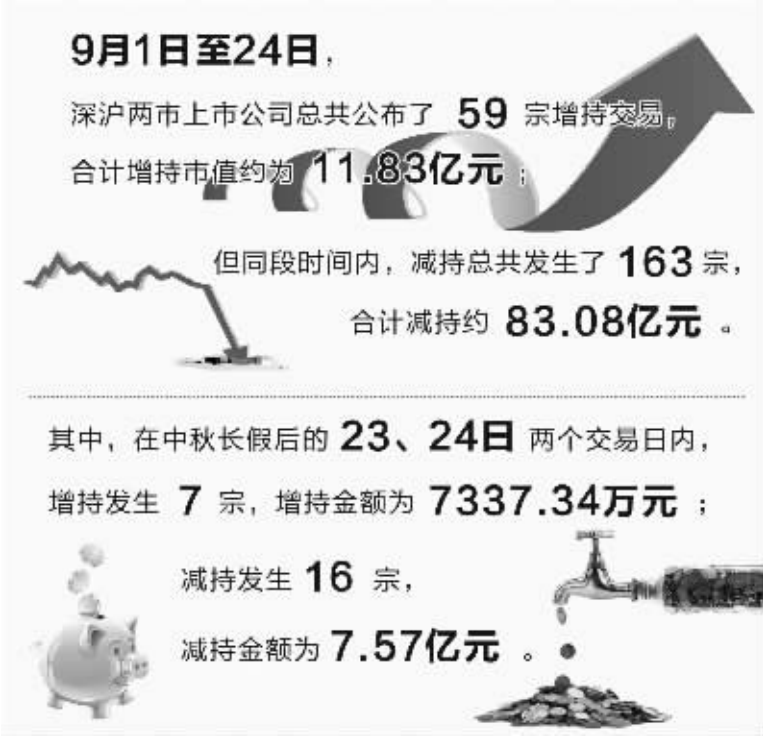 9月1日至24日，
深沪两市上市公司总共公布了 59 宗增持交易，
合计增持市值约为 11.83亿元；
但同段时间内，减持总共发生了 163 宗，
合计减持约 83.08亿元。
其中，在中秋长假后的 23、24日 两个交易日内，
增持发生 7 宗，增持金额为 7337.34万元；
减持发生 16 宗，
减持金额为 7.57亿元。